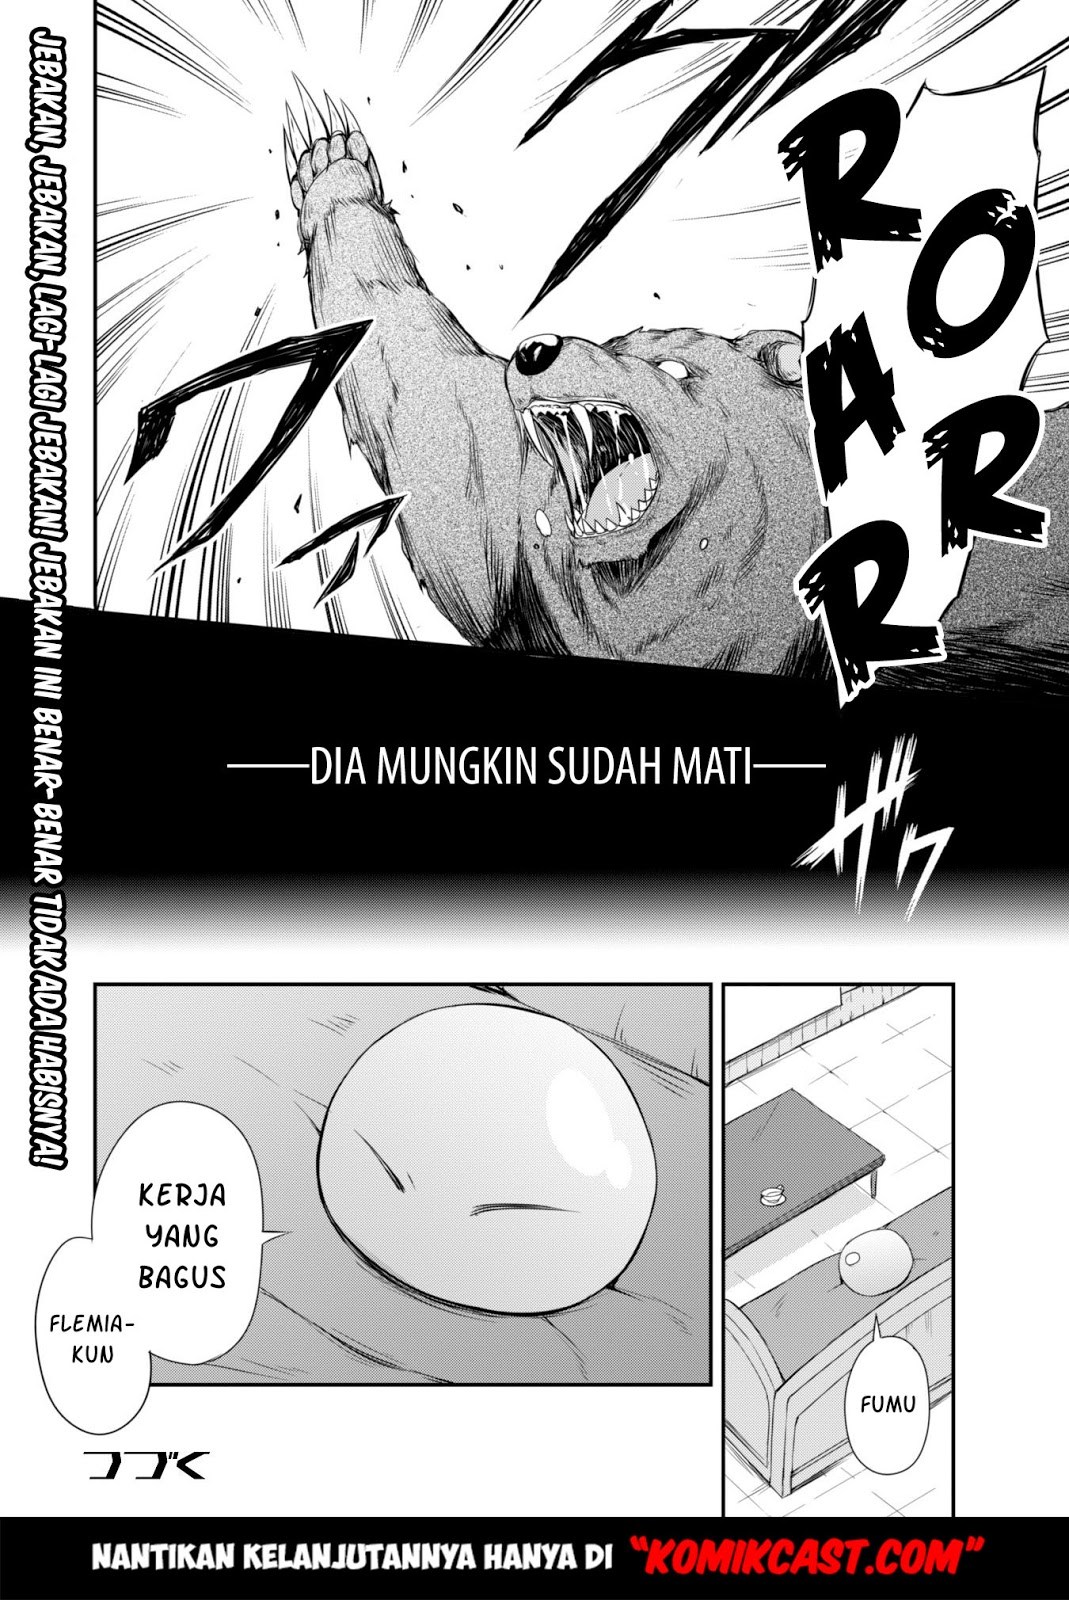 ROARRR
JEBAKAN, JEBAKAN, LAGI-LAGI JEBAKAN! JEBAKAN INI BENAR- BENAR TIDAK ADA HABISNYA!
DIA MUNGKIN SUDAH MATI
ザク
FUMU
KERJA
YANG
BAGUS
FLEMIA-
KUN
つづく
NANTIKAN KELANJUTANNYA HANYA DI "KOMIKCAST.COM"